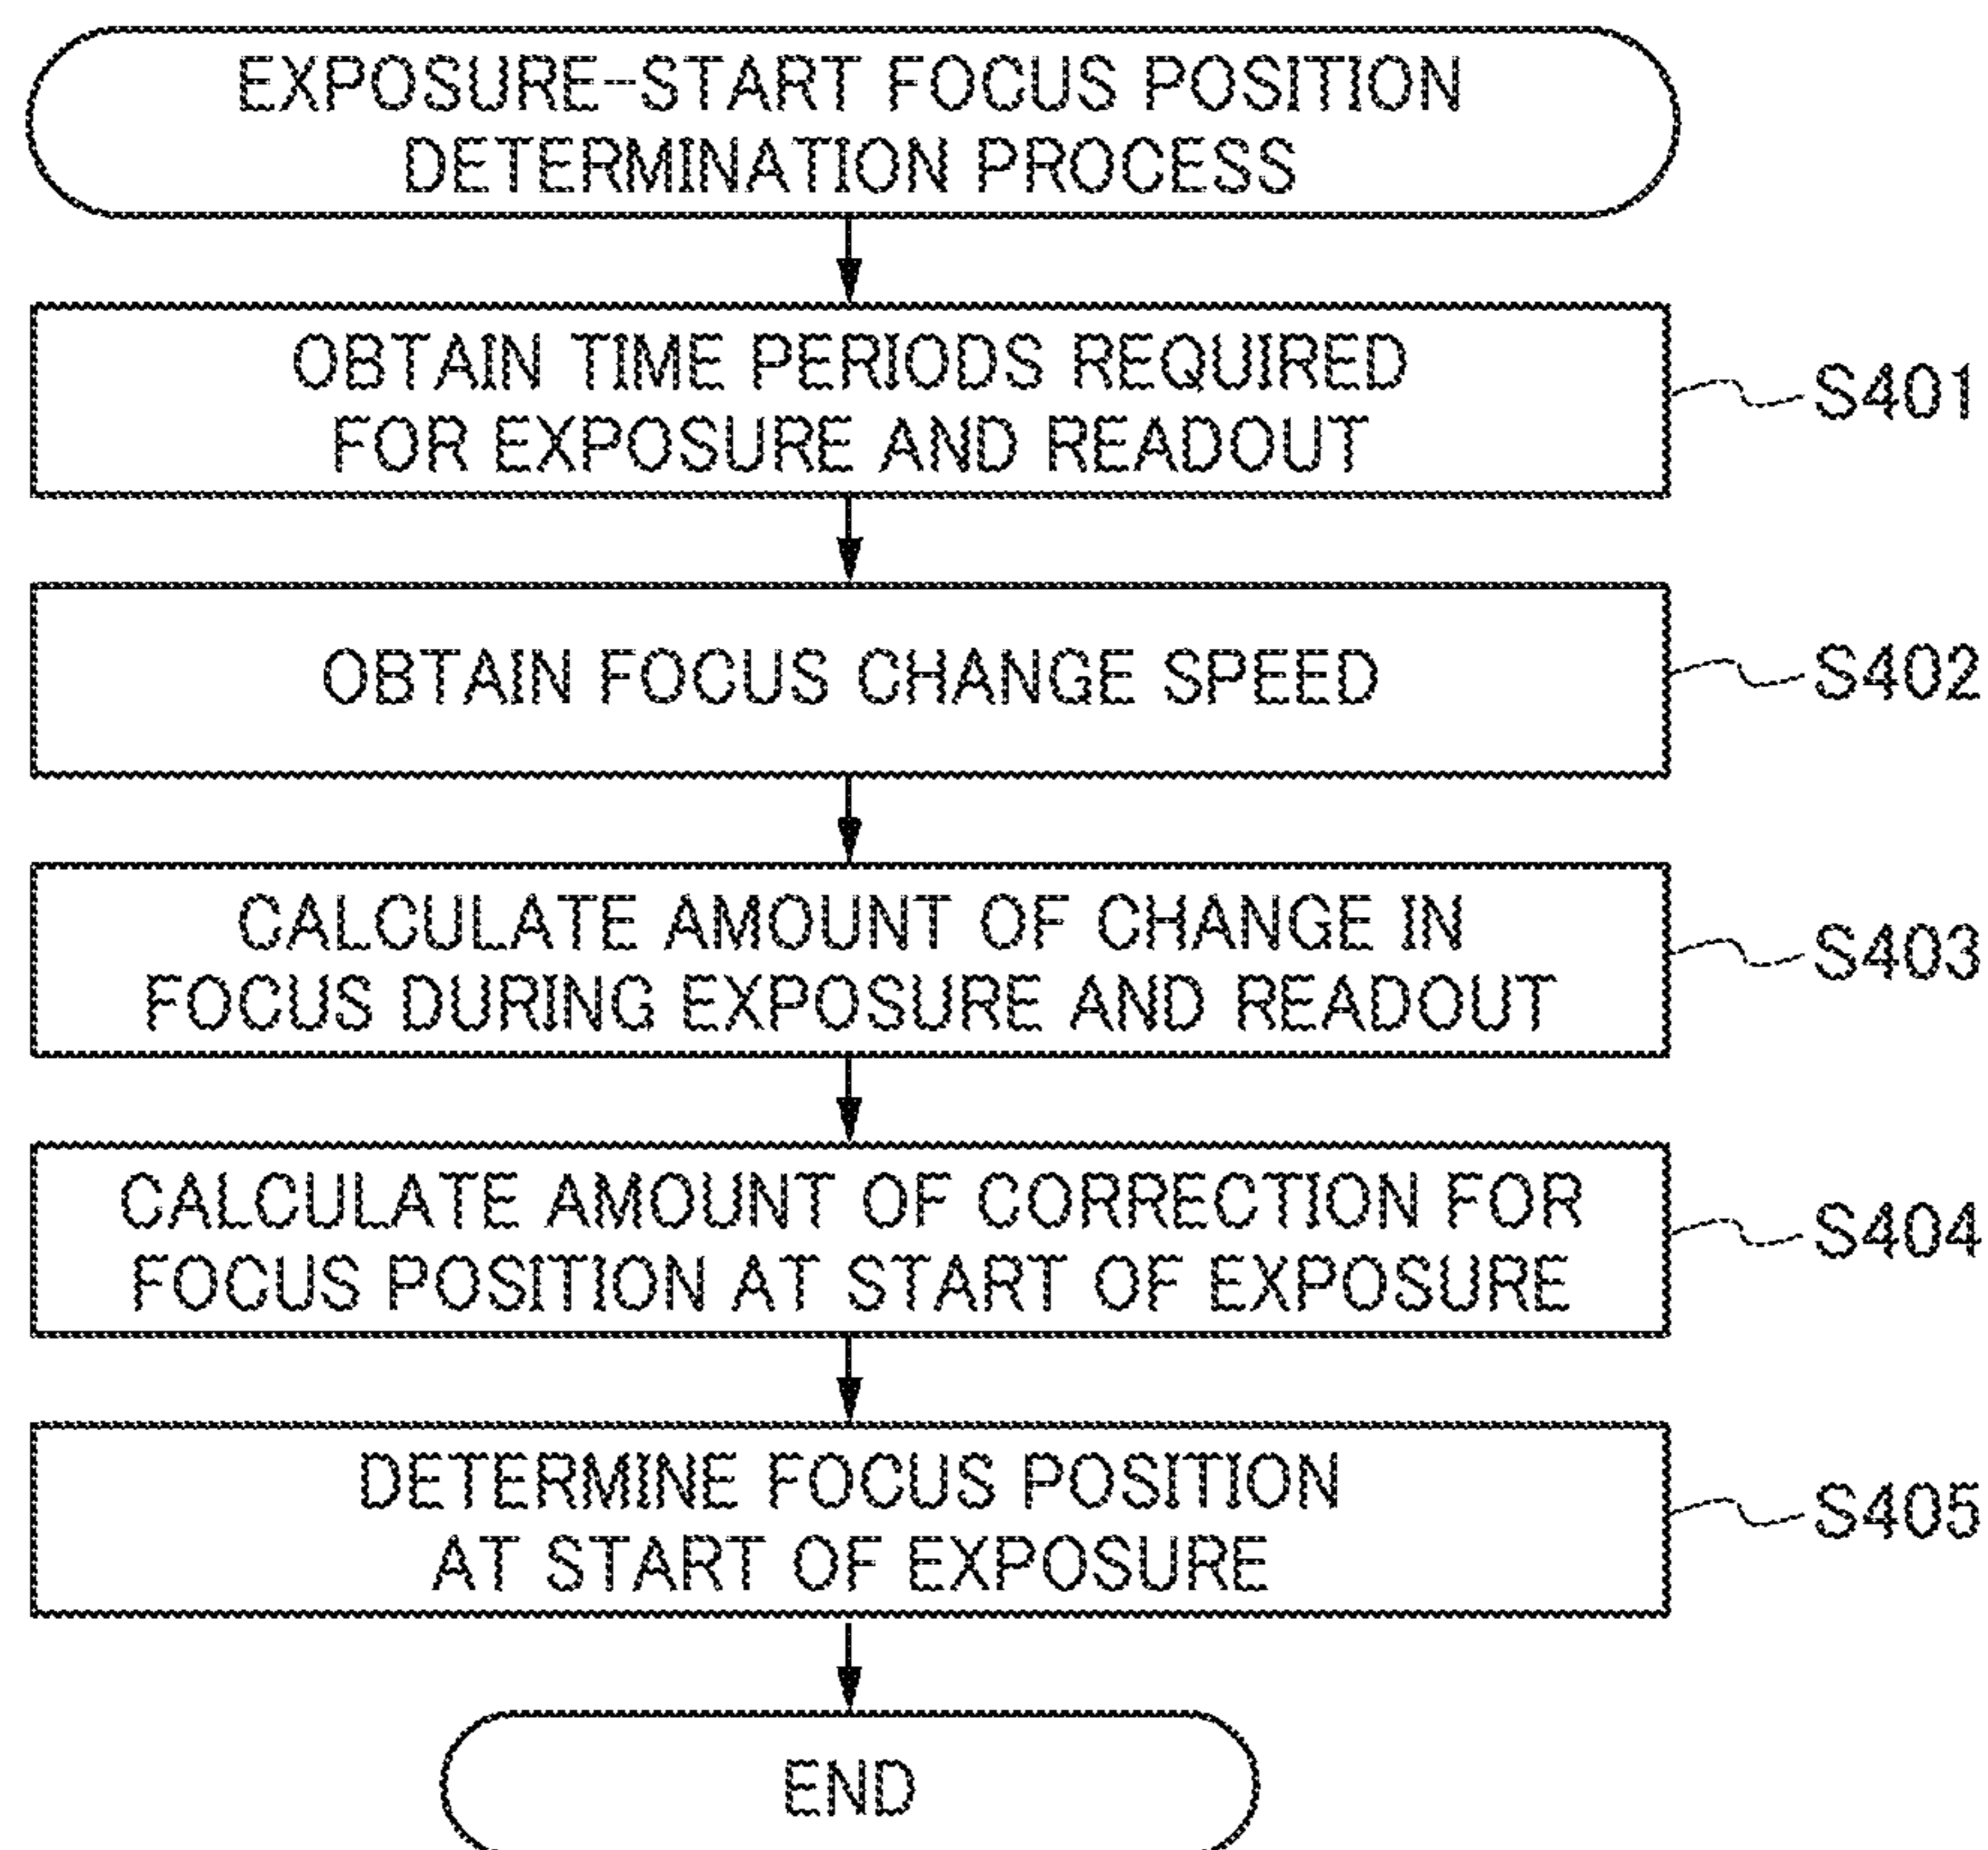 EXPOSURE-START FOCUS POSITION
DETERMINATION PROCESS
OBTAIN TIME PERIODS REQUIRED
FOR EXPOSURE AND READOUT
S401
OBTAIN FOCUS CHANGE SPEED
S402
CALCULATE AMOUNT OF CHANGE IN
FOCUS DURING EXPOSURE AND READOUT
S403
CALCULATE AMOUNT OF CORRECTION FOR
FOCUS POSITION AT START OF EXPOSURE
S404
DETERMINE FOCUS POSITION
AT START OF EXPOSURE
S405
END